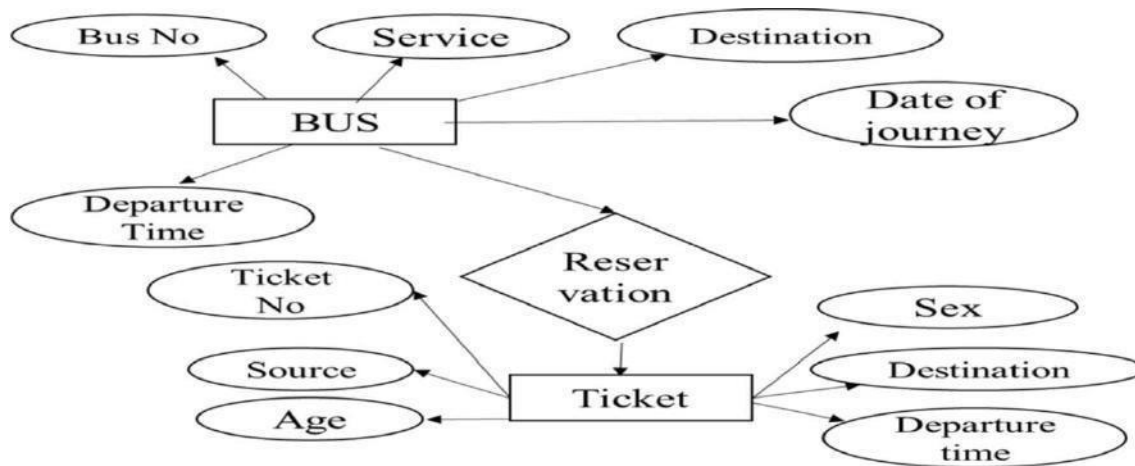 Bus No
Service
Destination
BUS
Date of
journey
Departure
Time
Reser
vation
Ticket
No
Sex
Source
Destination
Ticket
Age
Departure
time